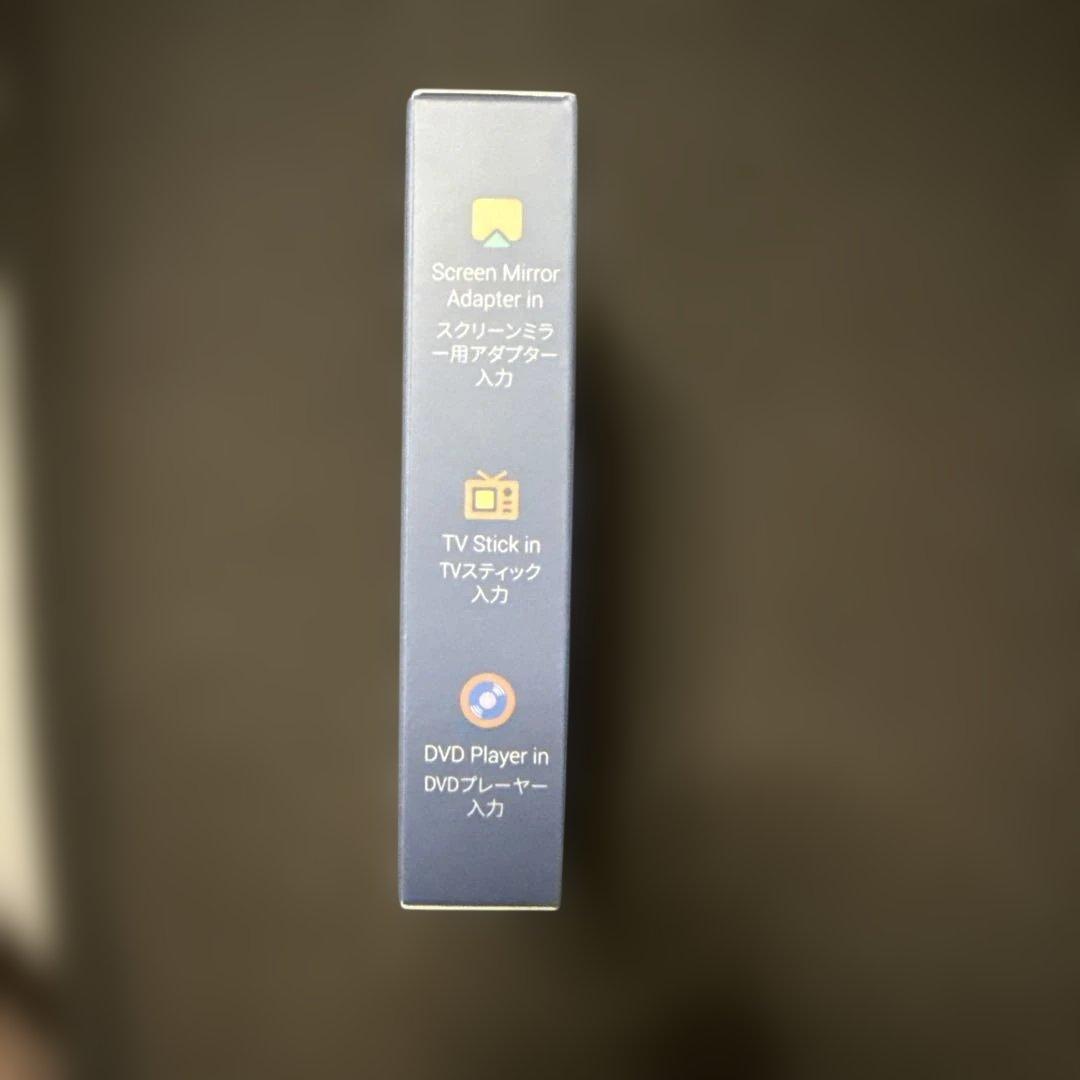 Screen Mirror
Adapter in
スクリーンミラ
ー用アダプター
入力
TV Stick in
TVスティック
入力
DVD Player in
DVDプレーヤー
入力